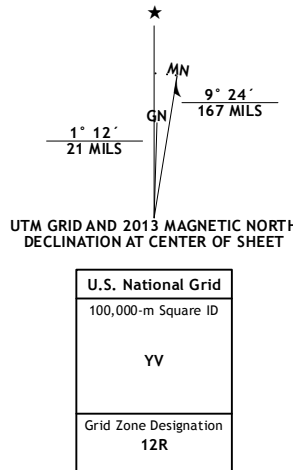 ★
MN
GN
9° 24´
167 MILS
1° 12´
21 MILS
UTM GRID AND 2013 MAGNETIC NORTH
DECLINATION AT CENTER OF SHEET
U.S. National Grid
100,000-m Square ID
YV
Grid Zone Designation
12R